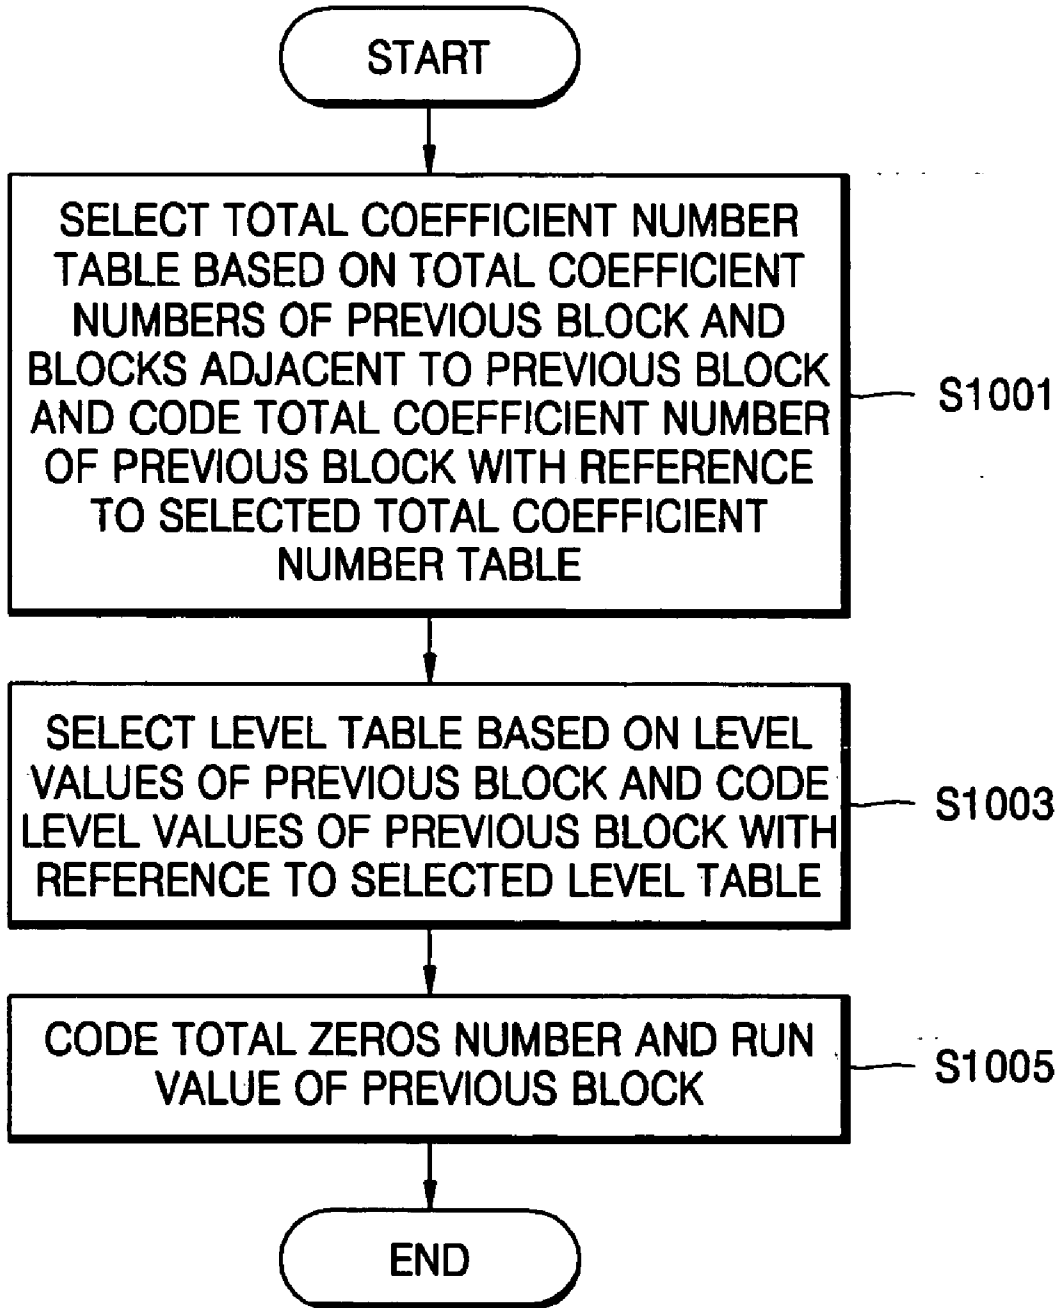 START
SELECT TOTAL COEFFICIENT NUMBER
TABLE BASED ON TOTAL COEFFICIENT
NUMBERS OF PREVIOUS BLOCK AND
BLOCKS ADJACENT TO PREVIOUS BLOCK
AND CODE TOTAL COEFFICIENT NUMBER
OF PREVIOUS BLOCK WITH REFERENCE
TO SELECTED TOTAL COEFFICIENT
NUMBER TABLE
S1001
SELECT LEVEL TABLE BASED ON LEVEL
VALUES OF PREVIOUS BLOCK AND CODE
LEVEL VALUES OF PREVIOUS BLOCK WITH
REFERENCE TO SELECTED LEVEL TABLE
S1003
CODE TOTAL ZEROS NUMBER AND RUN
VALUE OF PREVIOUS BLOCK
S1005
END